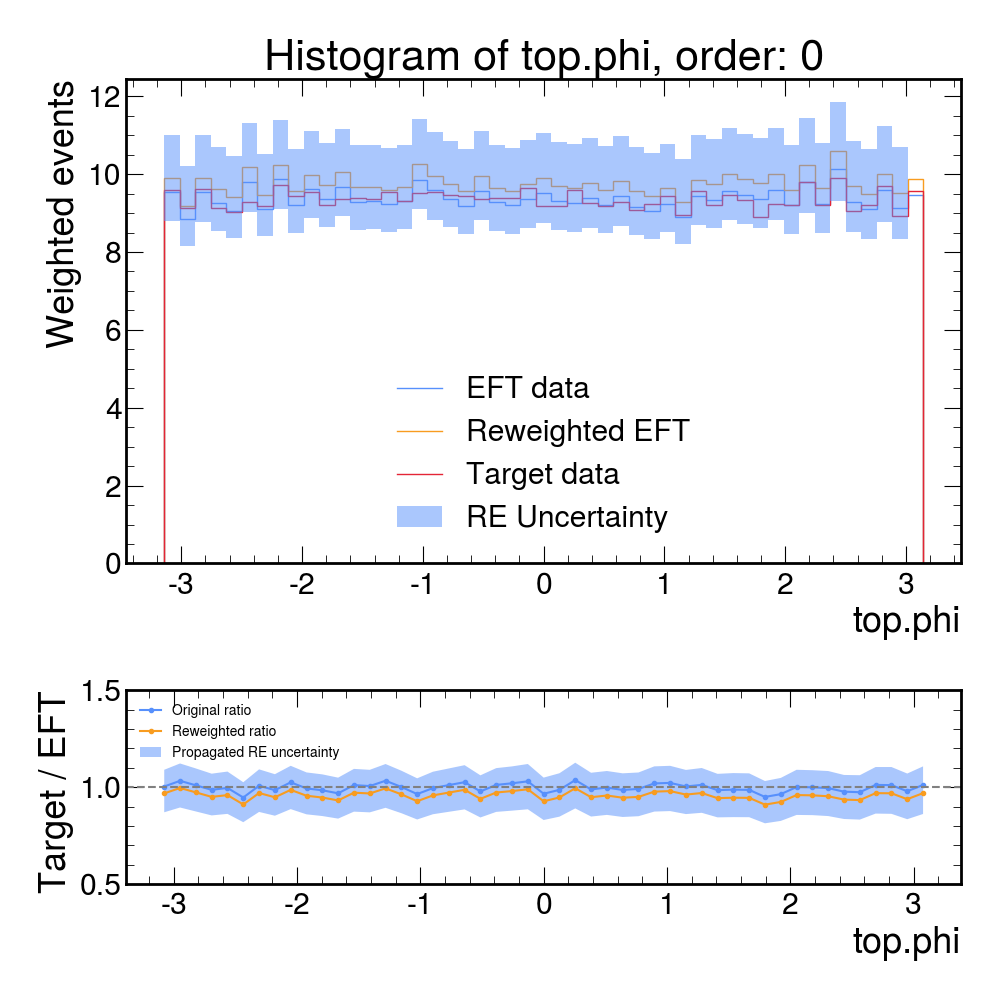 Histogram of top.phi, order: 0
Weighted events
12
10
8
6
4
2
0
EFT data
Reweighted EFT
Target data
RE Uncertainty
-3 -2 -1 0 1 2 3
top.phi
Target / EFT
1.5
1.0
0.5
Original ratio
Reweighted ratio
Propagated RE uncertainty
-3 -2 -1 0 1 2 3
top.phi